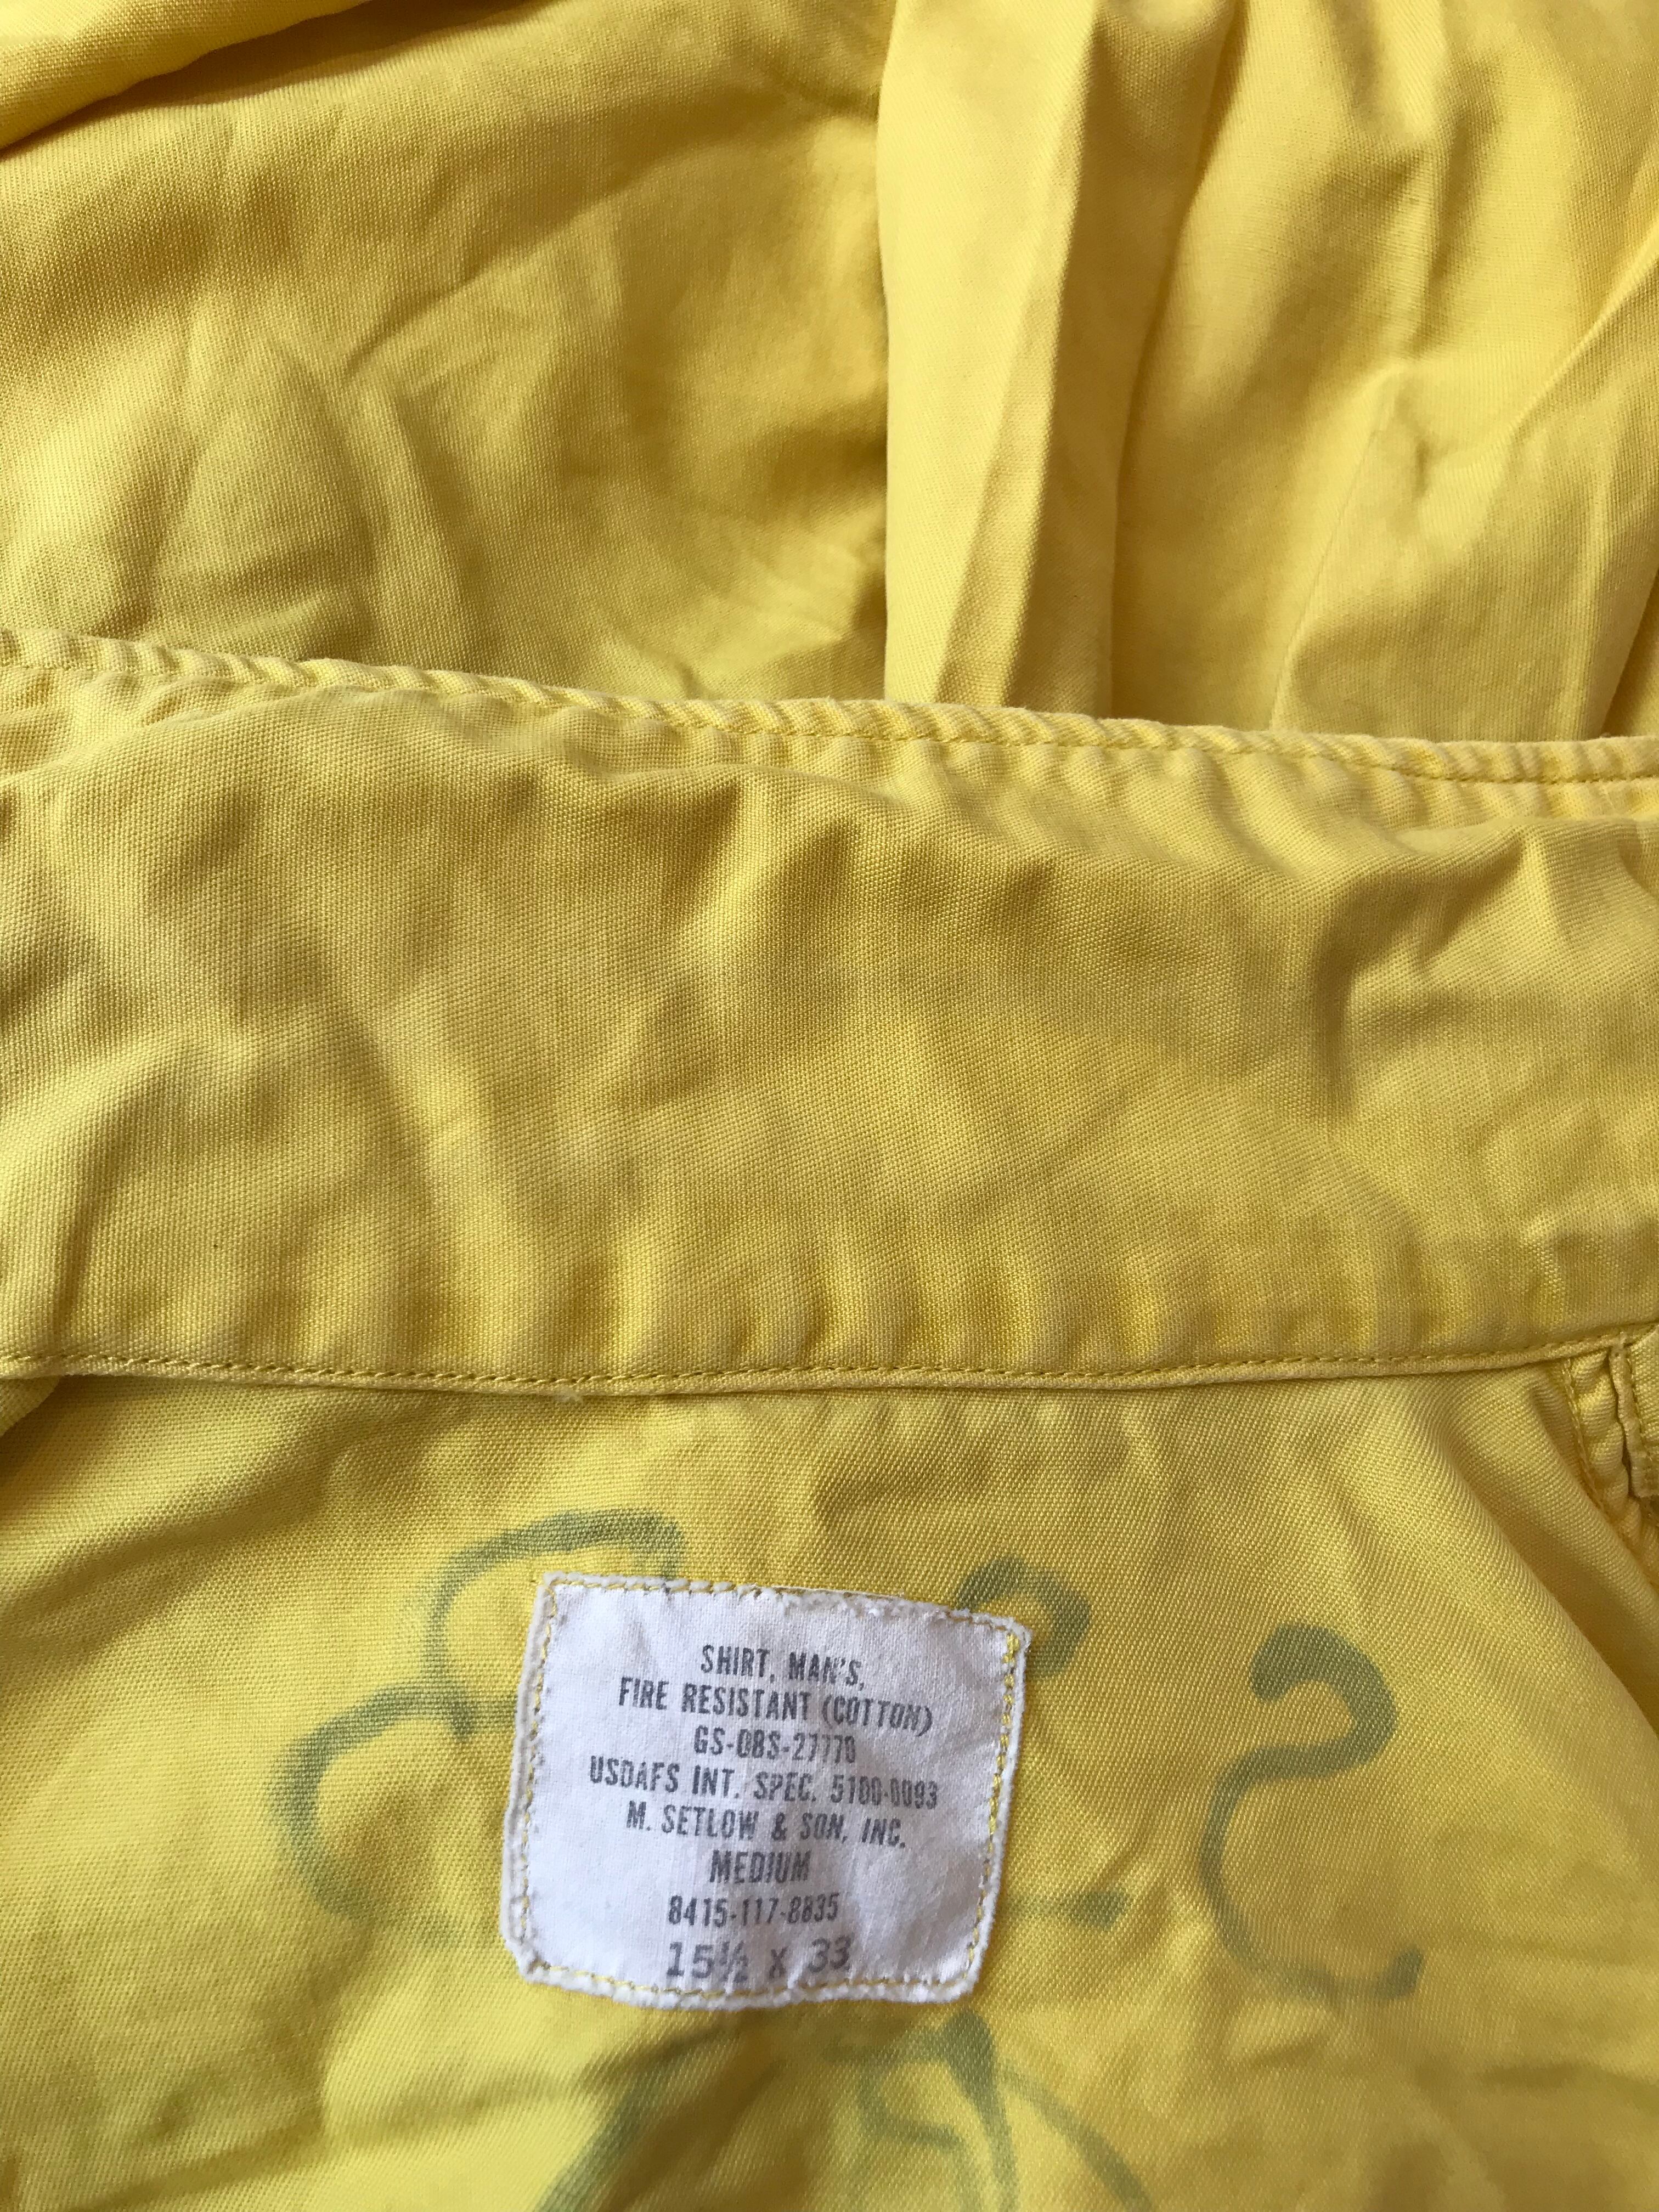 SHIRT, MAN'S,
FIRE RESISTANT (COTTON)
GS-08S-27770
USDAFS INT. SPEC. 5100-0093
M. SETLOW & SON, INC.
MEDIUM
8415-117-8835
15½ X 33